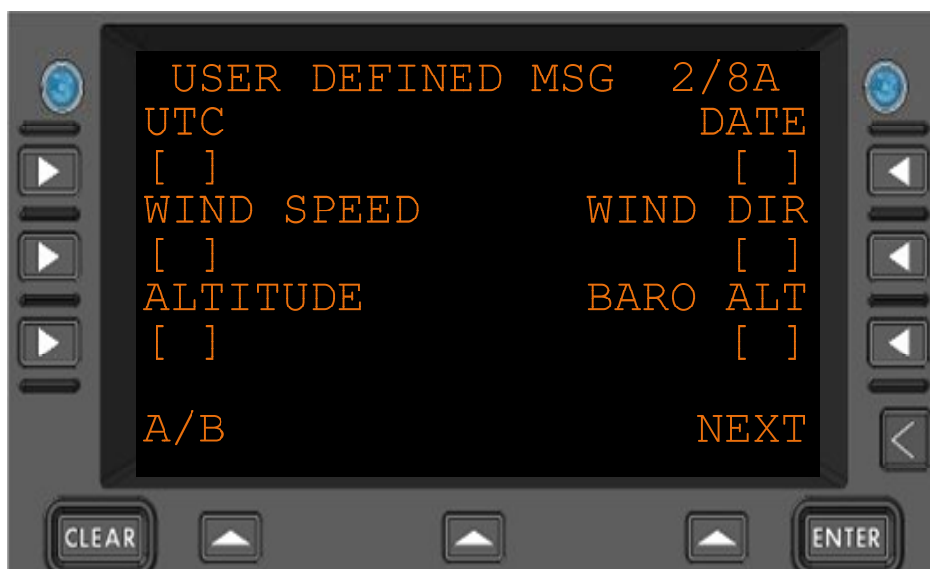 USER DEFINED MSG 2/8A
UTC DATE
[ ] [ ]
WIND SPEED WIND DIR
[ ] [ ]
ALTITUDE BARO ALT
[ ] [ ]
A/B NEXT
CLEAR ENTER